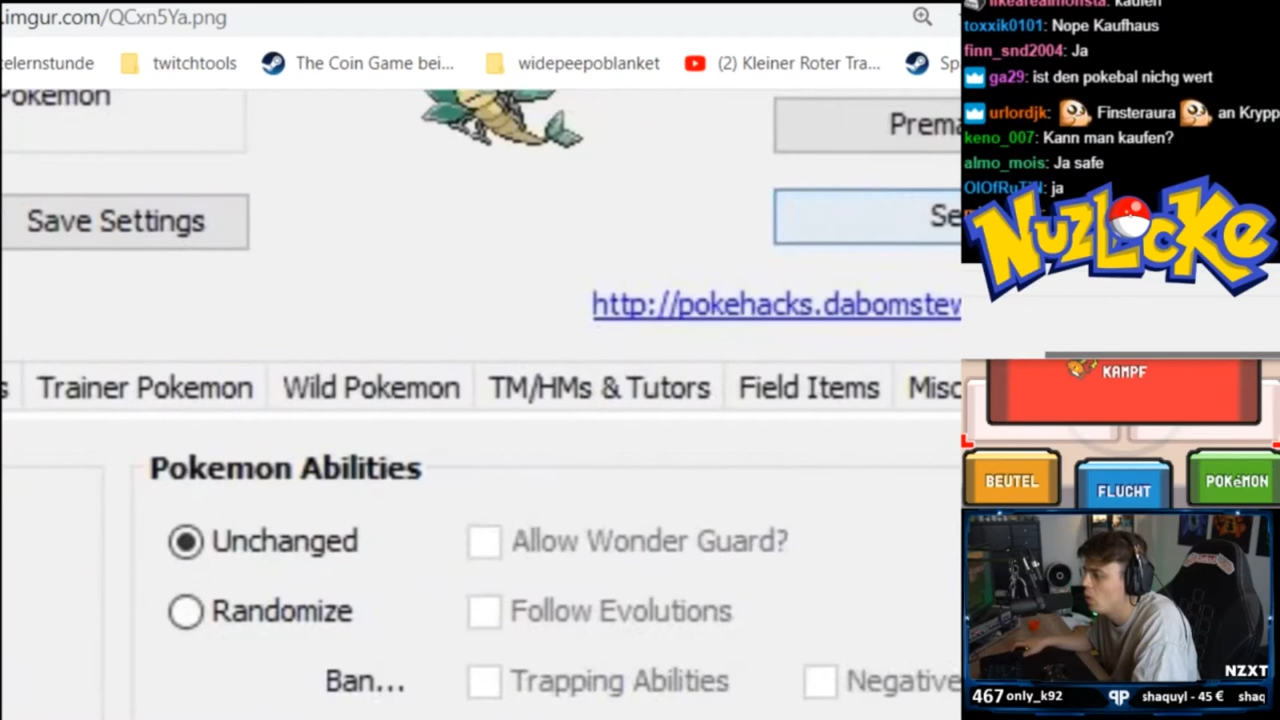 .imgur.com/QCxn5Ya.png
elernstunde
twitchtools
The Coin Game bei...
widepeepoblanket
(2) Kleiner Roter Tra...
Pokemon
Save Settings
http://pokehacks.dabomstew
Trainer Pokemon
Wild Pokemon
TM/HMs & Tutors
Field Items
Misc
Pokemon Abilities
Unchanged
Allow Wonder Guard?
Randomize
Follow Evolutions
Ban...
Trapping Abilities
Negative
kaufen
toxxik0101: Nope Kaufhaus
finn_snd2004: Ja
ga29: ist den pokebal nichg wert
urlordjk: Finsteraura an Krypp
keno_007: Kann man kaufen?
almo_mois: Ja safe
: ja
NUZLOCKE
KAMPF
BEUTEL
FLUCHT
POKéMON
NZXT
467 only_k92
shaquyl - 45 €
shaq